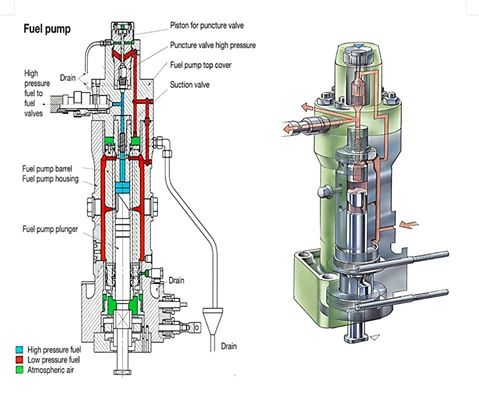 Fuel pump
Piston for puncture valve
Puncture valve high pressure
Fuel pump top cover
Suction valve
High
pressure
fuel to
fuel
valves
Drain
Fuel pump barrel
Fuel pump housing
Fuel pump plunger
Drain
Drain
High pressure fuel
Low pressure fuel
Atmospheric air